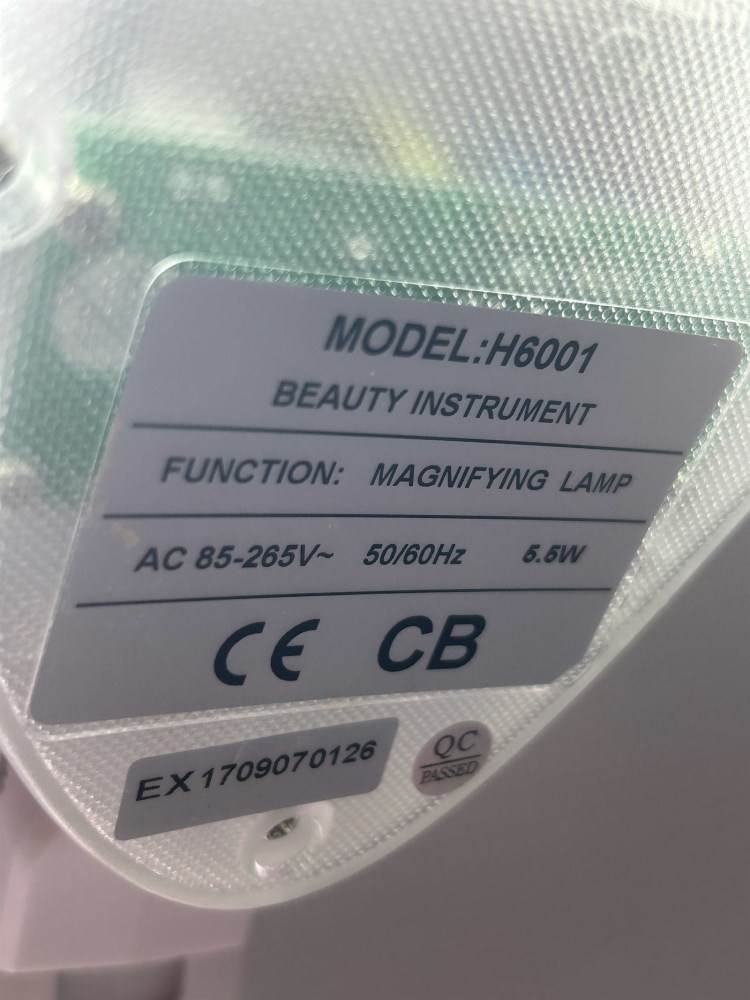 MODEL:H6001
BEAUTY INSTRUMENT
FUNCTION: MAGNIFYING LAMP
AC 85-265V~ 50/60Hz 5.5W
CE CB
EX1709070126
QC
PASSED